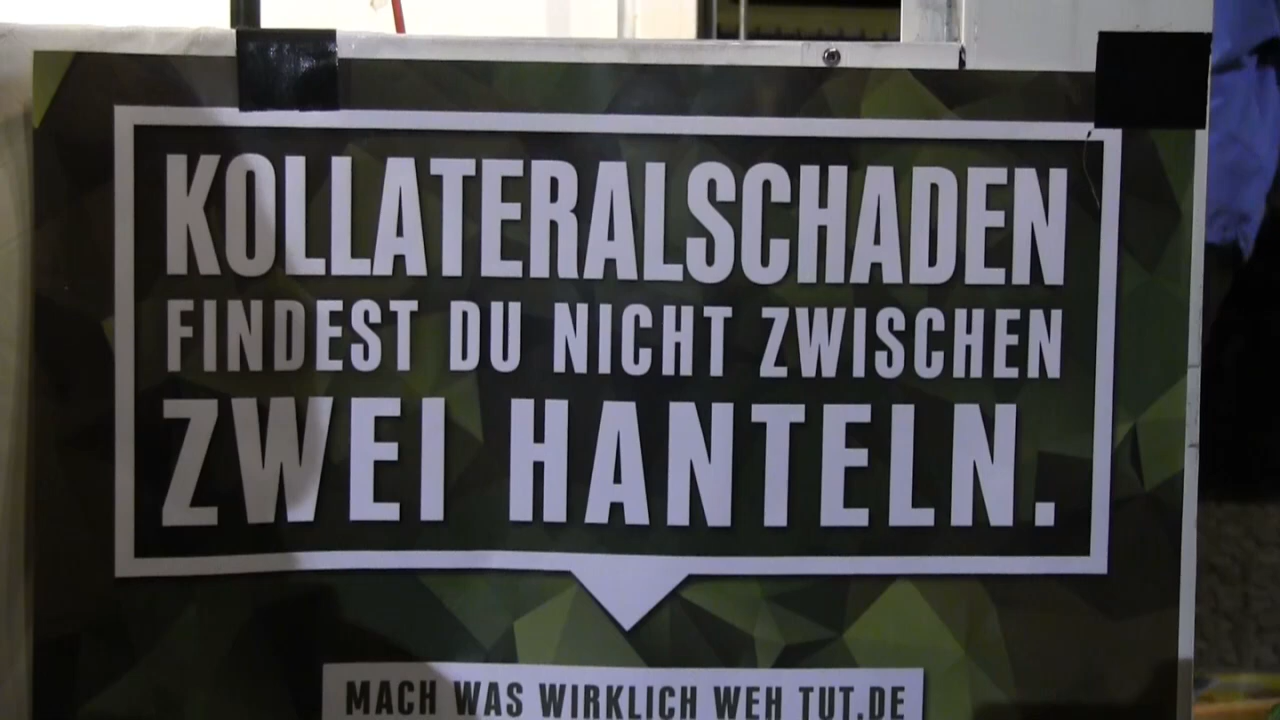 KOLLATERALSCHADEN
FINDEST DU NICHT ZWISCHEN
ZWEI HANTELN.
MACH WAS WIRKLICH WEH TUT.DE